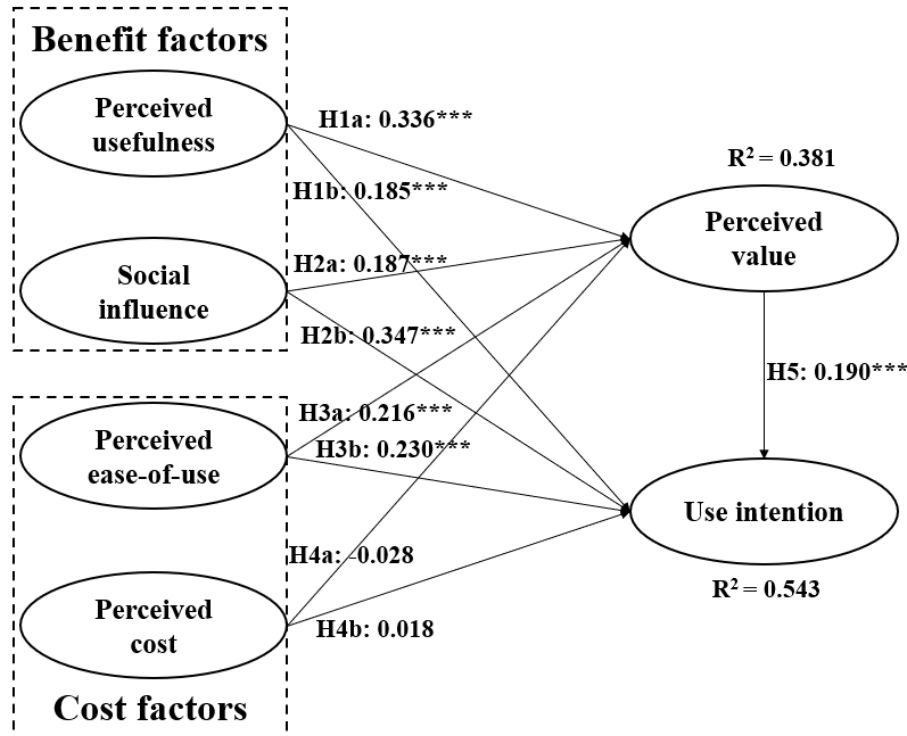 Benefit factors
Perceived
usefulness
H1a: 0.336***
H1b: 0.185***
R² = 0.381
Perceived
value
Social
influence
H2a: 0.187***
H2b: 0.347***
H5: 0.190***
Perceived
ease-of-use
H3a: 0.216***
H3b: 0.230***
Use intention
R² = 0.543
Perceived
cost
H4a: -0.028
H4b: 0.018
Cost factors